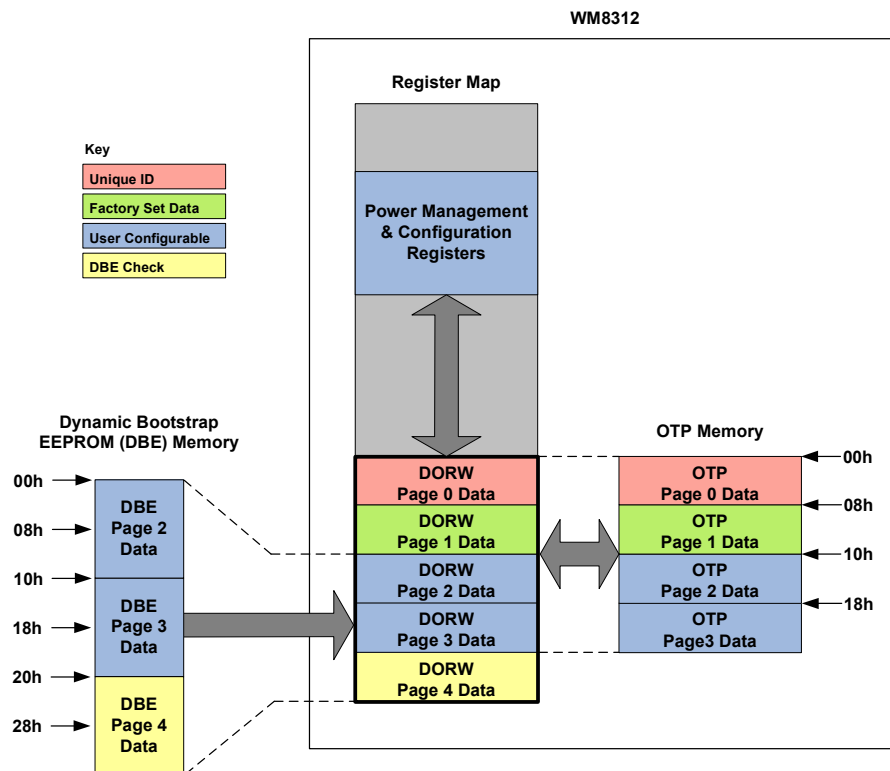 WM8312
Register Map
Key
Unique ID
Factory Set Data
User Configurable
DBE Check
Power Management
& Configuration
Registers
Dynamic Bootstrap
EEPROM (DBE) Memory
00h
08h
10h
18h
20h
28h
DBE
Page 2
Data
DBE
Page 3
Data
DBE
Page 4
Data
DORW
Page 0 Data
DORW
Page 1 Data
DORW
Page 2 Data
DORW
Page 3 Data
DORW
Page 4 Data
OTP Memory
OTP
Page 0 Data
OTP
Page 1 Data
OTP
Page 2 Data
OTP
Page3 Data
00h
08h
10h
18h